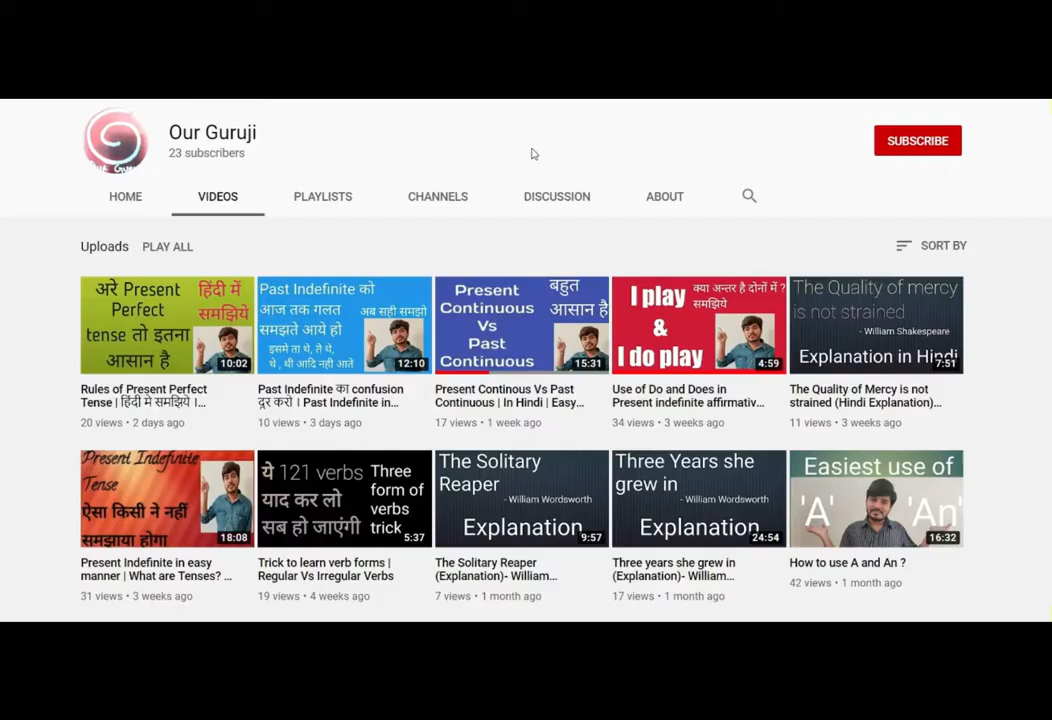 Our Guruji
23 subscribers
SUBSCRIBE
HOME VIDEOS PLAYLISTS CHANNELS DISCUSSION ABOUT
Uploads PLAY ALL SORT BY
अरे Present
Perfect
tense तो इतना
आसान है
हिंदी में
समझिये
10:02
Past Indefinite को
आज तक गलत
समझते आये हो
अब सही समझो
इसमे ता थे, ते थे,
थे , थी आदि नही आते
12:10
Present
Continuous
Vs
Past
Continuous
बहुत
आसान है
15:31
I play
&
I do play
क्या अन्तर है दोनों में ?
समझिये
4:59
The Quality of mercy
is not strained
- William Shakespeare
Explanation in Hindi
7:51
Rules of Present Perfect
Tense | हिंदी मे समझिये ।...
20 views • 2 days ago
Past Indefinite का confusion
दूर करो । Past Indefinite in...
10 views • 3 days ago
Present Continous Vs Past
Continuous | In Hindi | Easy...
17 views • 1 week ago
Use of Do and Does in
Present indefinite affirmativ...
34 views • 3 weeks ago
The Quality of Mercy is not
strained (Hindi Explanation)...
11 views • 3 weeks ago
Present Indefinite
Tense
ऐसा किसी ने नहीं
समझाया होगा
18:08
ये 121 verbs
याद कर लो
सब हो जाएंगी
Three
form of
verbs
trick
5:37
The Solitary
Reaper
- William Wordsworth
Explanation
9:57
Three Years she
grew in
- William Wordsworth
Explanation
24:54
Easiest use of
'A' 'An'
16:32
Present Indefinite in easy
manner | What are Tenses? ...
31 views • 3 weeks ago
Trick to learn verb forms |
Regular Vs Irregular Verbs
19 views • 4 weeks ago
The Solitary Reaper
(Explanation)- William...
7 views • 1 month ago
Three years she grew in
(Explanation)- William...
17 views • 1 month ago
How to use A and An ?
42 views • 1 month ago